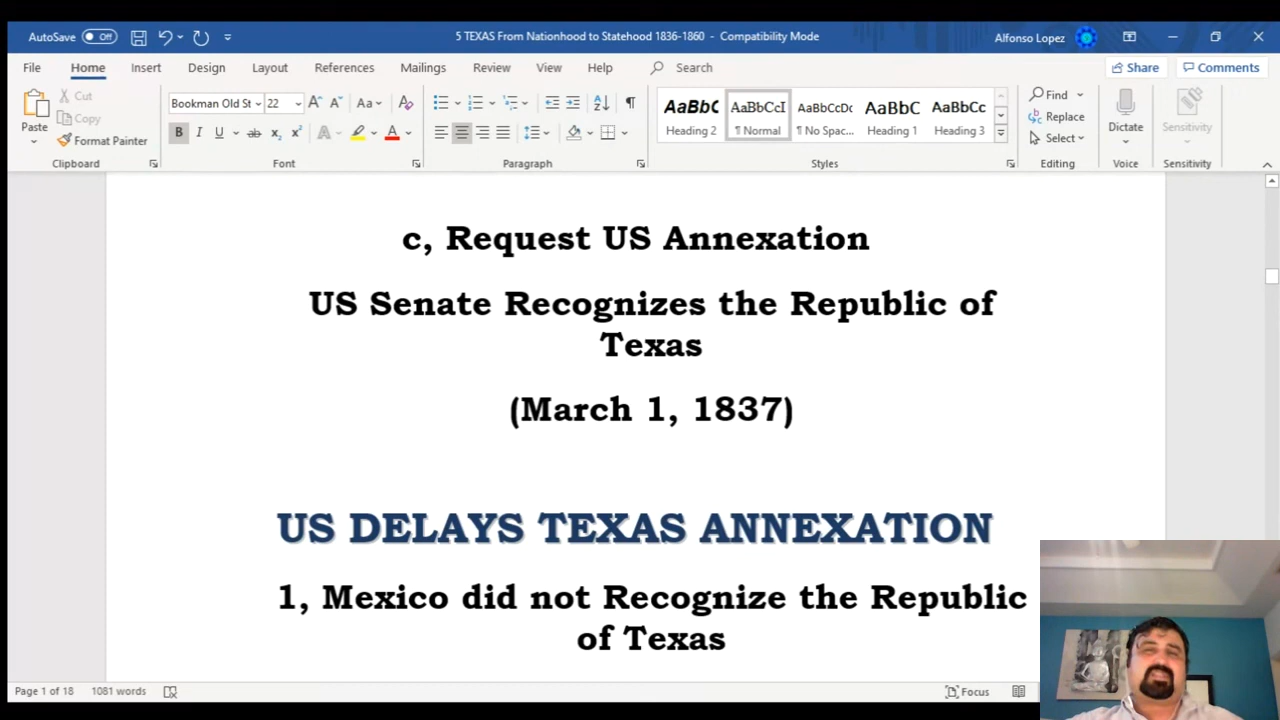 AutoSave Off 5 TEXAS From Nationhood to Statehood 1836-1860 - Compatibility Mode Alfonso Lopez
File Home Insert Design Layout References Mailings Review View Help Search Share Comments
Paste Cut Copy Format Painter
Clipboard
Bookman Old St 22 A A Aa A
B I U ab x₂ x² A A
Font
Paragraph
AaBbC AaBbCcI AaBbCcDc AaBbC AaBbCc
Heading 2 ¶ Normal ¶ No Spac... Heading 1 Heading 3
Styles
Find
Replace
Select
Editing
Dictate
Voice
Sensitivity
Sensitivity
c, Request US Annexation
US Senate Recognizes the Republic of
Texas
(March 1, 1837)
US DELAYS TEXAS ANNEXATION
1, Mexico did not Recognize the Republic
of Texas
Page 1 of 18 1081 words Focus